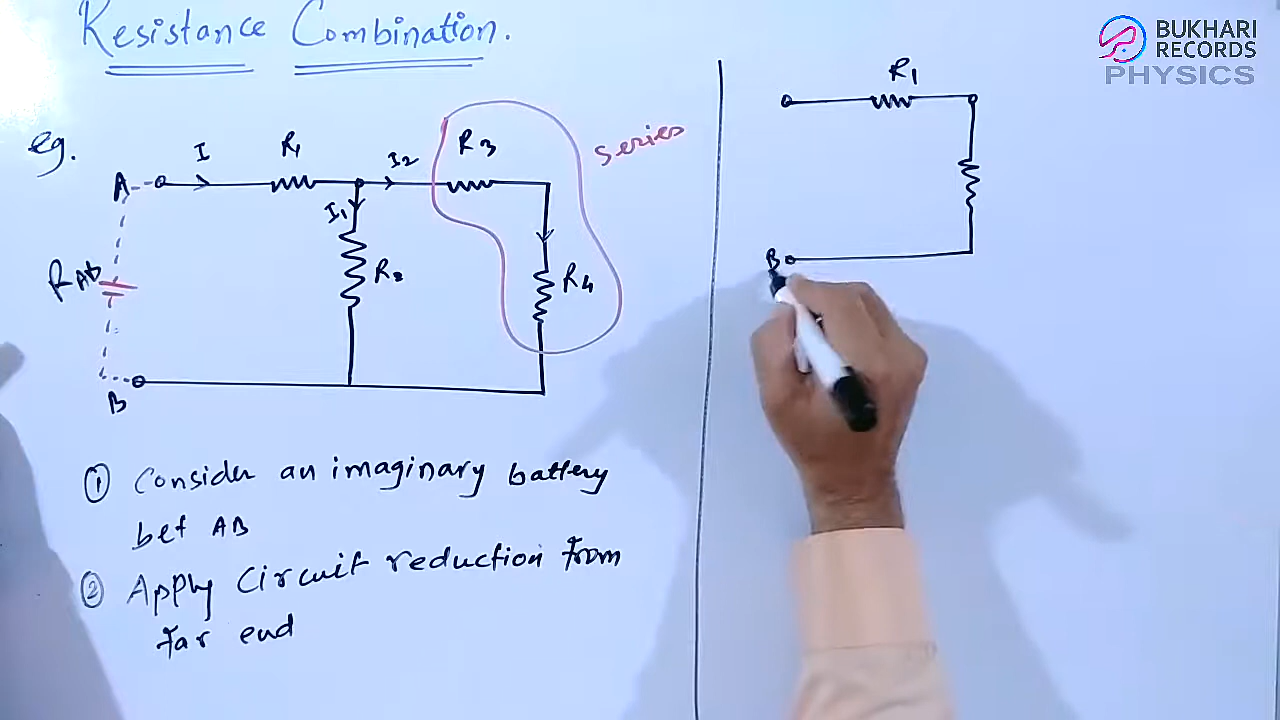 Resistance Combination.
BUKHARI
RECORDS
PHYSICS
eg.
A
I
R1
I2
R3
series
I1
R2
R4
RAB
B
① Consider an imaginary battery
bet AB
② Apply Circuit reduction from
far end
R1
B